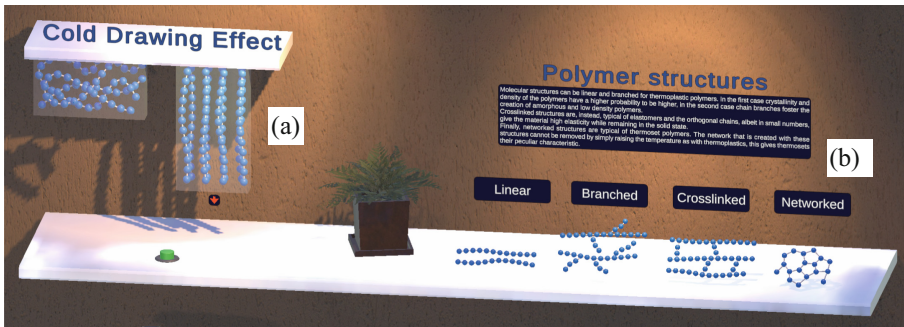 Cold Drawing Effect
(a)
Polymer structures
Molecular structures can be linear and branched for thermoplastic polymers. In the first case crystallinity and
density of the polymers have a higher probability to be higher, in the second case chain branches foster the
creation of amorphous and low density polymers.
Crosslinked structures are, instead, typical of elastomers and the orthogonal chains, albeit in small numbers,
give the material high elasticity while remaining in the solid state.
Finally, networked structures are typical of thermoset polymers. The network that is created with these
structures cannot be removed by simply raising the temperature as with thermoplastics, this gives thermosets
their peculiar characteristic.
(b)
Linear
Branched
Crosslinked
Networked